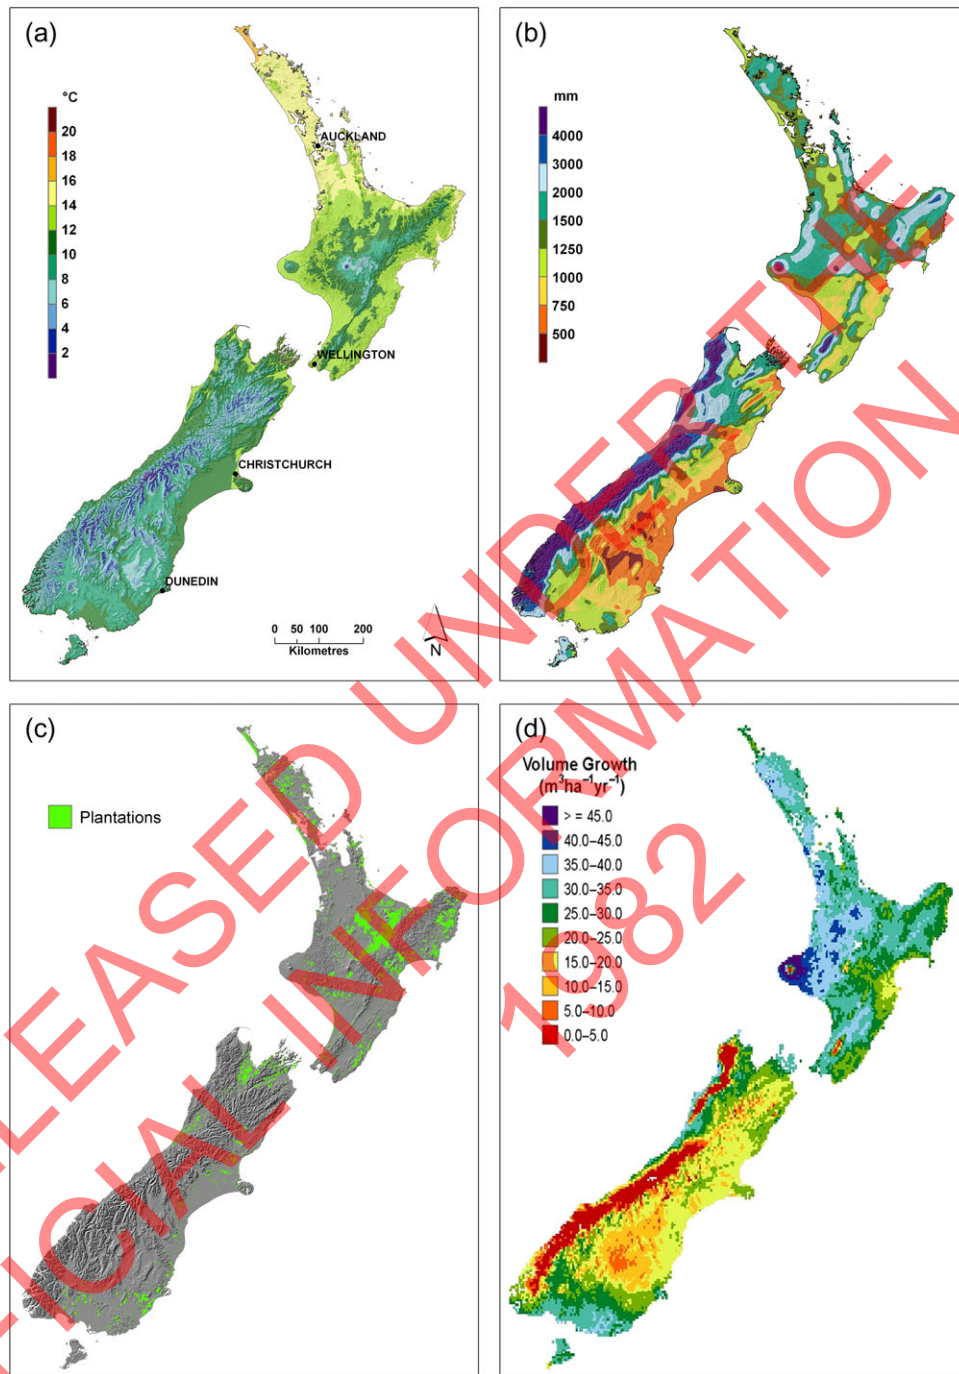 (a)
°C
20
18
16
14
12
10
8
6
4
2
AUCKLAND
WELLINGTON
CHRISTCHURCH
DUNEDIN
0 50 100 200
Kilometres
N
(b)
mm
4000
3000
2000
1500
1250
1000
750
500
(c)
Plantations
(d)
Volume Growth
(m³ha⁻¹yr⁻¹)
> = 45.0
40.0–45.0
35.0–40.0
30.0–35.0
25.0–30.0
20.0–25.0
15.0–20.0
10.0–15.0
5.0–10.0
0.0–5.0
ELEASED UNDER THE
ICIAL INFORMATION
1982